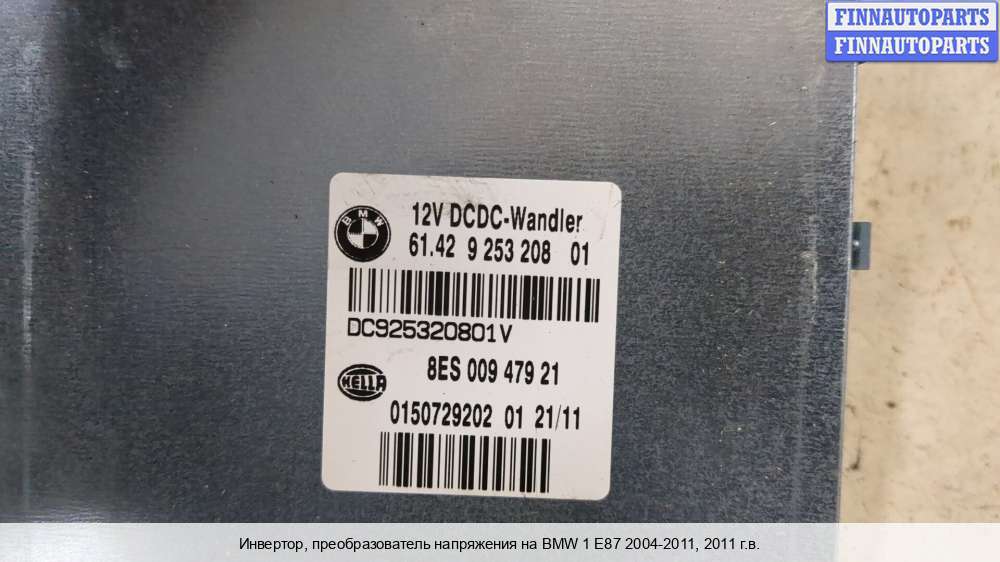 FINNAUTOPARTS
FINNAUTOPARTS
BMW
12V DCDC-Wandler
61.42 9 253 208 01
DC925320801V
8ES 009 479 21
HELLA
0150729202 01 21/11
Инвертор, преобразователь напряжения на BMW 1 E87 2004-2011, 2011 г.в.